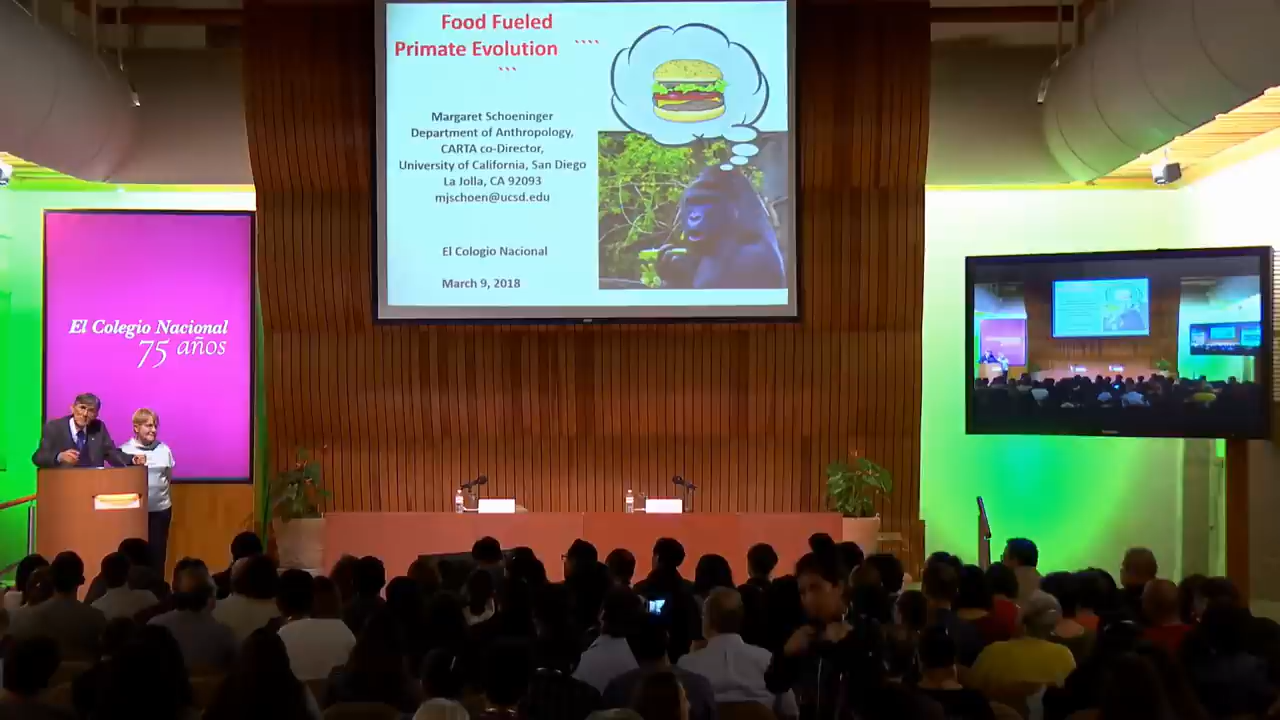 Food Fueled
Primate Evolution ````
```
Margaret Schoeninger
Department of Anthropology,
CARTA co-Director,
University of California, San Diego
La Jolla, CA 92093
mjschoen@ucsd.edu
El Cologio Nacional
March 9, 2018
El Colegio Nacional
75 años